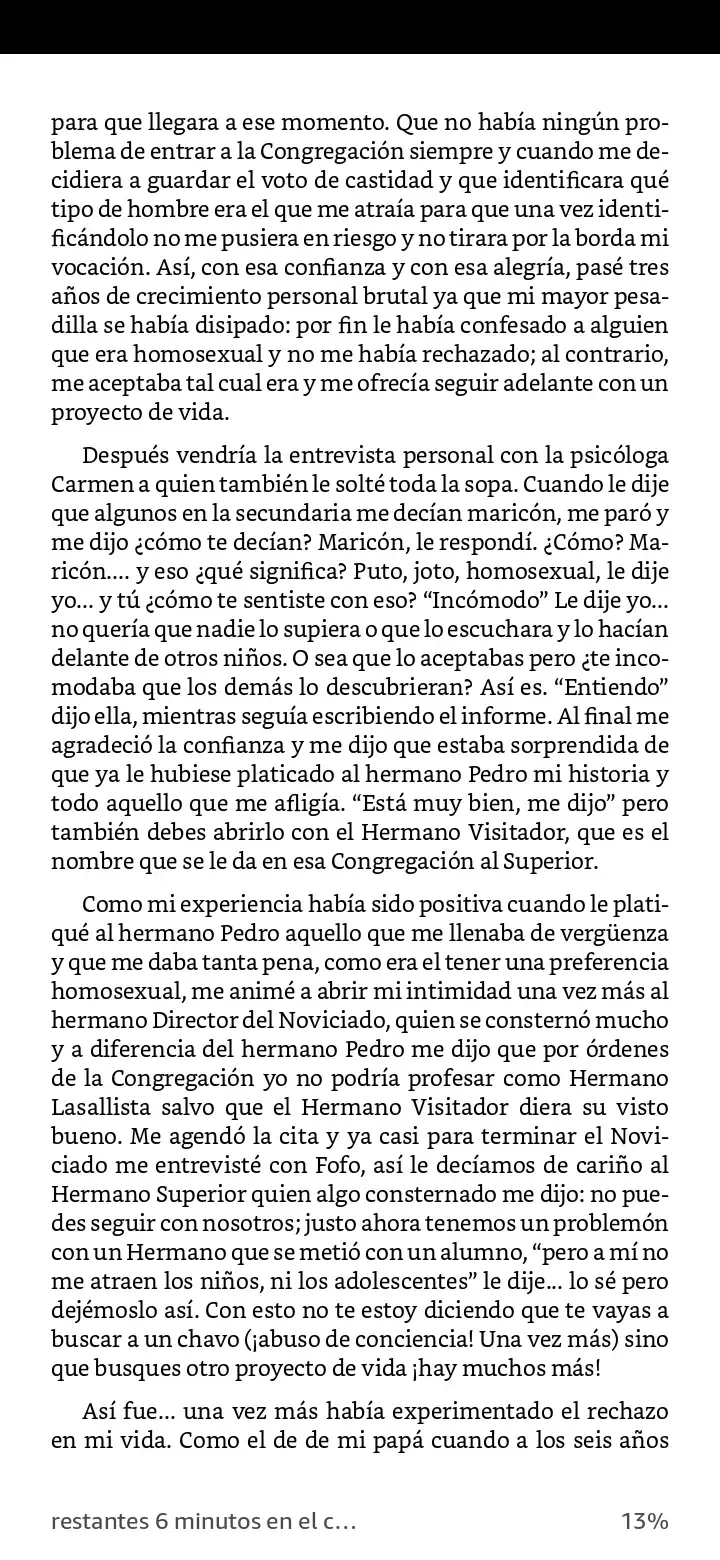 para que llegara a ese momento. Que no había ningún pro-
blema de entrar a la Congregación siempre y cuando me de-
cidiera a guardar el voto de castidad y que identificara qué
tipo de hombre era el que me atraía para que una vez identi-
ficándolo no me pusiera en riesgo y no tirara por la borda mi
vocación. Así, con esa confianza y con esa alegría, pasé tres
años de crecimiento personal brutal ya que mi mayor pesa-
dilla se había disipado: por fin le había confesado a alguien
que era homosexual y no me había rechazado; al contrario,
me aceptaba tal cual era y me ofrecía seguir adelante con un
proyecto de vida.
Después vendría la entrevista personal con la psicóloga
Carmen a quien también le solté toda la sopa. Cuando le dije
que algunos en la secundaria me decían maricón, me paró y
me dijo ¿cómo te decían? Maricón, le respondí. ¿Cómo? Ma-
ricón.... y eso ¿qué significa? Puto, joto, homosexual, le dije
yo... y tú ¿cómo te sentiste con eso? “Incómodo” Le dije yo...
no quería que nadie lo supiera o que lo escuchara y lo hacían
delante de otros niños. O sea que lo aceptabas pero ¿te inco-
modaba que los demás lo descubrieran? Así es. “Entiendo”
dijo ella, mientras seguía escribiendo el informe. Al final me
agradeció la confianza y me dijo que estaba sorprendida de
que ya le hubiese platicado al hermano Pedro mi historia y
todo aquello que me afligía. “Está muy bien, me dijo” pero
también debes abrirlo con el Hermano Visitador, que es el
nombre que se le da en esa Congregación al Superior.
Como mi experiencia había sido positiva cuando le plati-
qué al hermano Pedro aquello que me llenaba de vergüenza
y que me daba tanta pena, como era el tener una preferencia
homosexual, me animé a abrir mi intimidad una vez más al
hermano Director del Noviciado, quien se consternó mucho
y a diferencia del hermano Pedro me dijo que por órdenes
de la Congregación yo no podría profesar como Hermano
Lasallista salvo que el Hermano Visitador diera su visto
bueno. Me agendó la cita y ya casi para terminar el Novi-
ciado me entrevisté con Fofo, así le decíamos de cariño al
Hermano Superior quien algo consternado me dijo: no pue-
des seguir con nosotros; justo ahora tenemos un problemón
con un Hermano que se metió con un alumno, “pero a mí no
me atraen los niños, ni los adolescentes” le dije... lo sé pero
dejémoslo así. Con esto no te estoy diciendo que te vayas a
buscar a un chavo (¡abuso de conciencia! Una vez más) sino
que busques otro proyecto de vida ¡hay muchos más!
Así fue... una vez más había experimentado el rechazo
en mi vida. Como el de de mi papá cuando a los seis años
restantes 6 minutos en el c... 13%